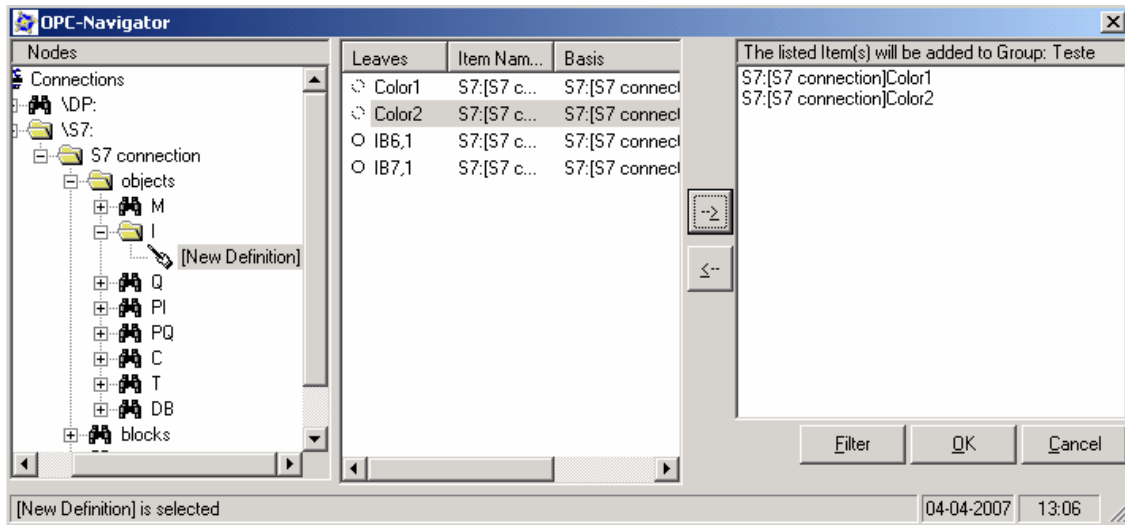 OPC-Navigator
Nodes
Connections
\DP:
\S7:
S7 connection
objects
M
I
[New Definition]
Q
PI
PQ
C
T
DB
blocks
Leaves Item Nam... Basis
Color1 S7:[S7 c... S7:[S7 connect
Color2 S7:[S7 c... S7:[S7 connect
IB6,1 S7:[S7 c... S7:[S7 connect
IB7,1 S7:[S7 c... S7:[S7 connect
-->
<--
The listed Item(s) will be added to Group: Teste
S7:[S7 connection]Color1
S7:[S7 connection]Color2
Filter OK Cancel
[New Definition] is selected 04-04-2007 13:06